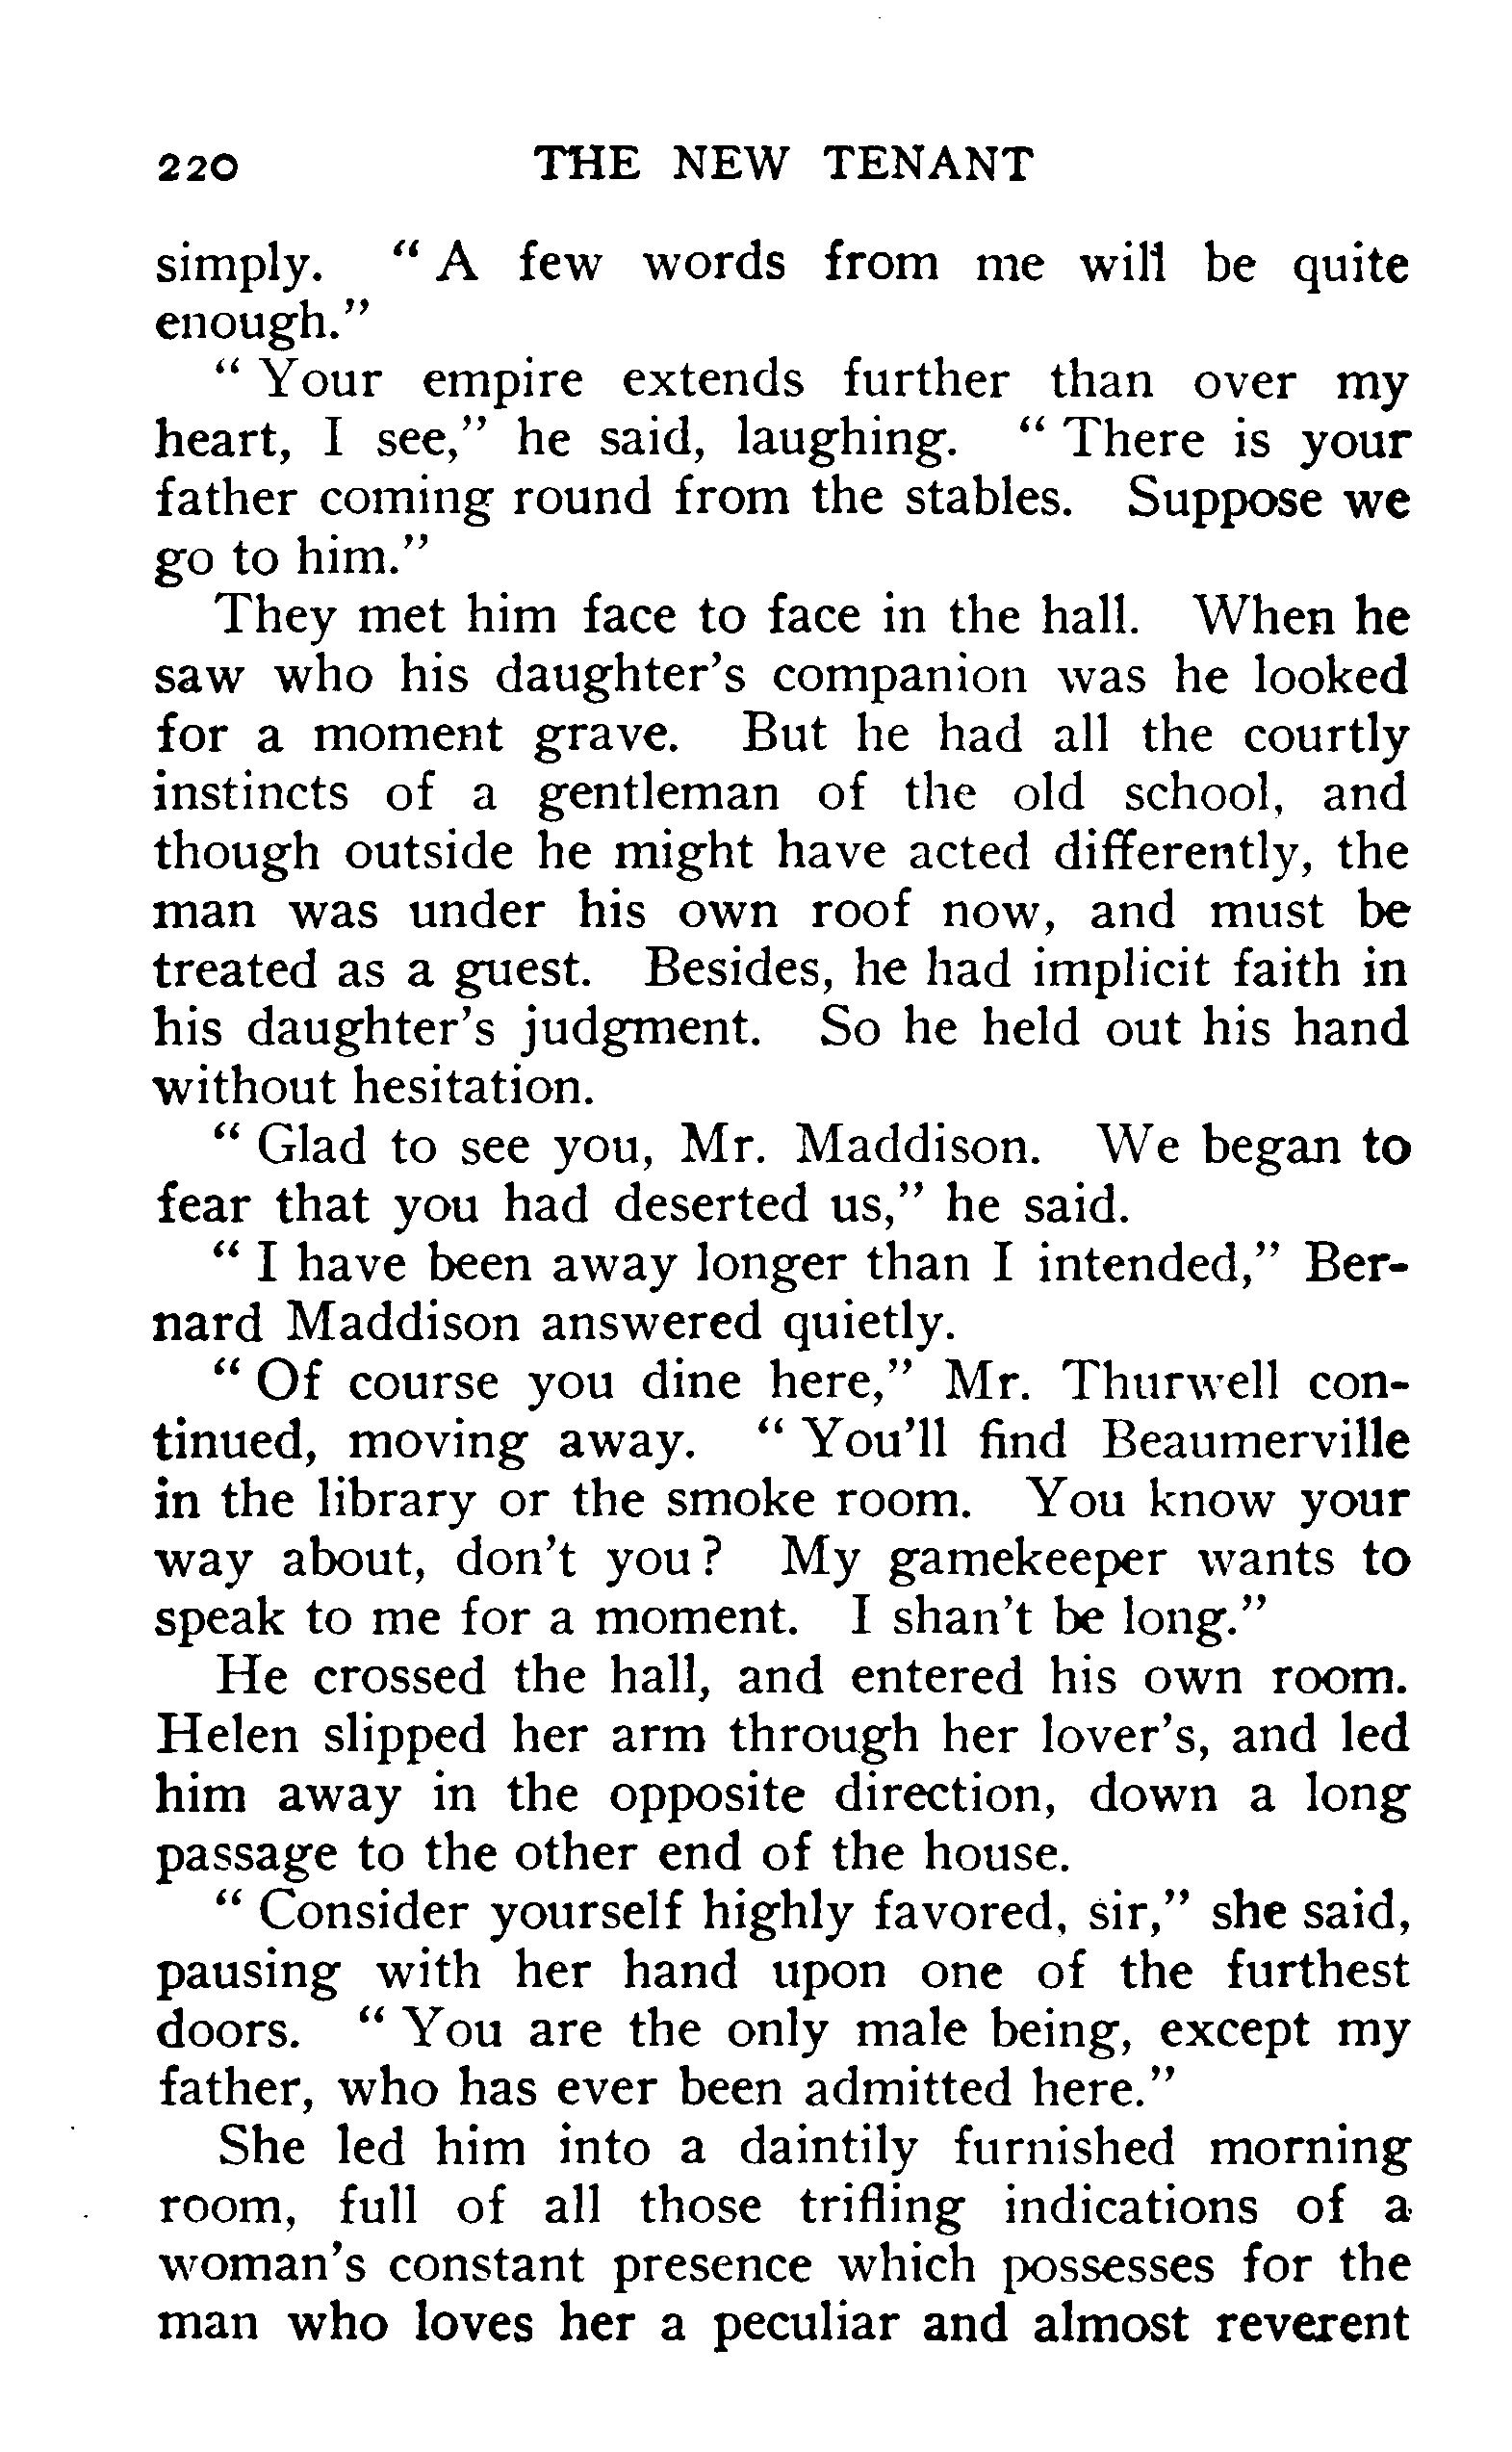 220 THE NEW TENANT
simply. “ A few words from me will be quite
enough.”
“ Your empire extends further than over my
heart, I see,” he said, laughing. “ There is your
father coming round from the stables. Suppose we
go to him.”
They met him face to face in the hall. When he
saw who his daughter’s companion was he looked
for a moment grave. But he had all the courtly
instincts of a gentleman of the old school, and
though outside he might have acted differently, the
man was under his own roof now, and must be
treated as a guest. Besides, he had implicit faith in
his daughter’s judgment. So he held out his hand
without hesitation.
“ Glad to see you, Mr. Maddison. We began to
fear that you had deserted us,” he said.
“ I have been away longer than I intended,” Ber-
nard Maddison answered quietly.
“ Of course you dine here,” Mr. Thurwell con-
tinued, moving away. “ You’ll find Beaumerville
in the library or the smoke room. You know your
way about, don’t you? My gamekeeper wants to
speak to me for a moment. I shan’t be long.”
He crossed the hall, and entered his own room.
Helen slipped her arm through her lover’s, and led
him away in the opposite direction, down a long
passage to the other end of the house.
“ Consider yourself highly favored, sir,” she said,
pausing with her hand upon one of the furthest
doors. “ You are the only male being, except my
father, who has ever been admitted here.”
She led him into a daintily furnished morning
room, full of all those trifling indications of a
woman’s constant presence which possesses for the
man who loves her a peculiar and almost reverent